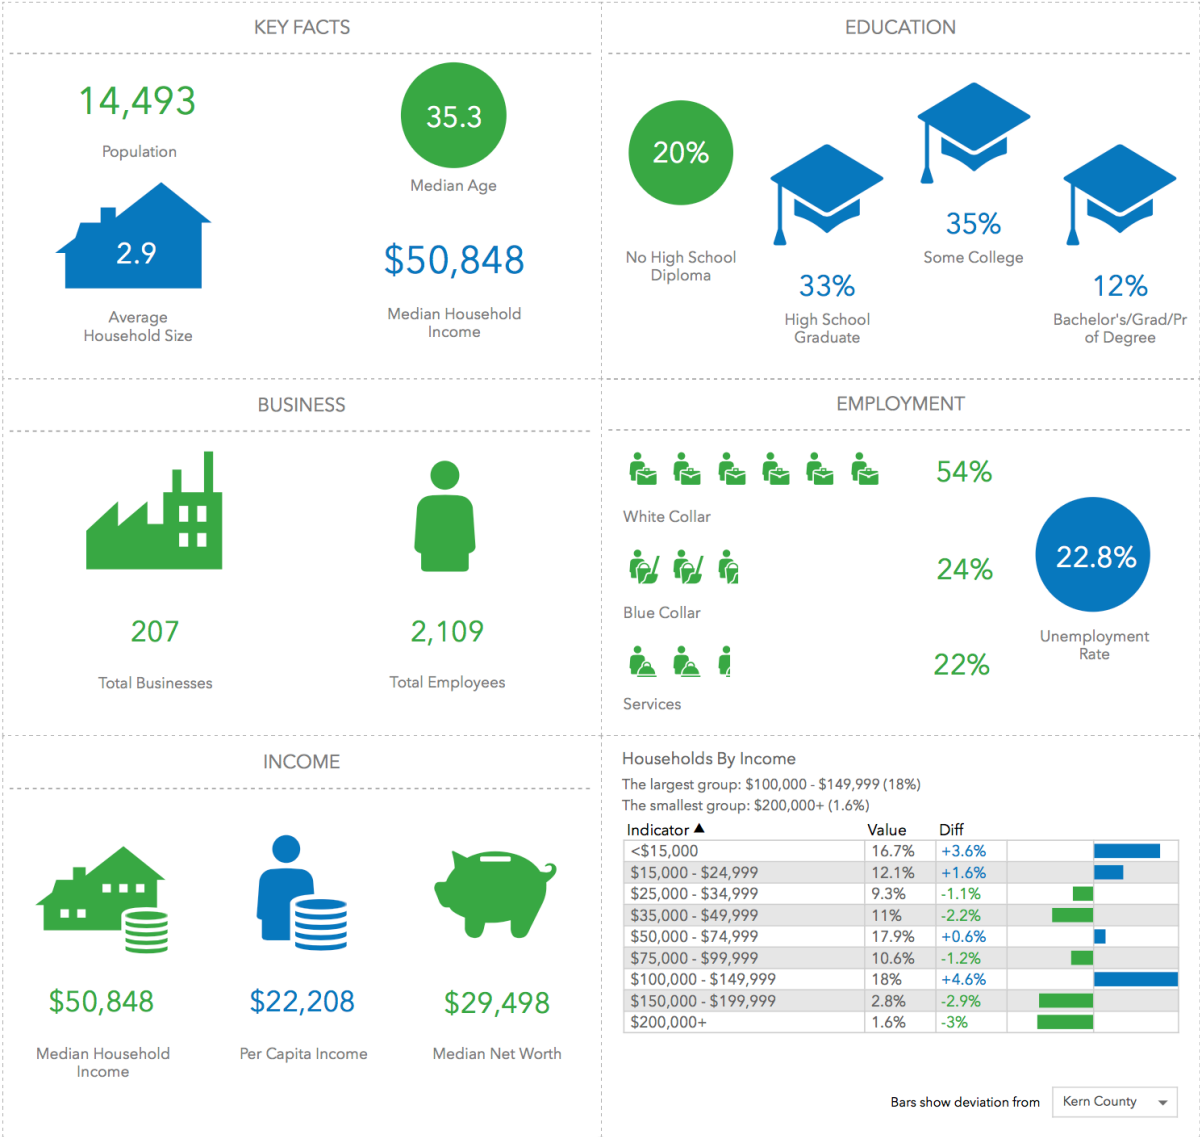 KEY FACTS
14,493
Population
35.3
Median Age
2.9
Average
Household Size
$50,848
Median Household
Income
EDUCATION
20%
No High School
Diploma
33%
High School
Graduate
35%
Some College
12%
Bachelor's/Grad/Pr
of Degree
BUSINESS
207
Total Businesses
2,109
Total Employees
EMPLOYMENT
54%
White Collar
24%
Blue Collar
22%
Services
22.8%
Unemployment
Rate
INCOME
$50,848
Median Household
Income
$22,208
Per Capita Income
$29,498
Median Net Worth
Households By Income
The largest group: $100,000 - $149,999 (18%)
The smallest group: $200,000+ (1.6%)
Indicator ▲ Value Diff
<$15,000 16.7% +3.6%
$15,000 - $24,999 12.1% +1.6%
$25,000 - $34,999 9.3% -1.1%
$35,000 - $49,999 11% -2.2%
$50,000 - $74,999 17.9% +0.6%
$75,000 - $99,999 10.6% -1.2%
$100,000 - $149,999 18% +4.6%
$150,000 - $199,999 2.8% -2.9%
$200,000+ 1.6% -3%
Bars show deviation from Kern County